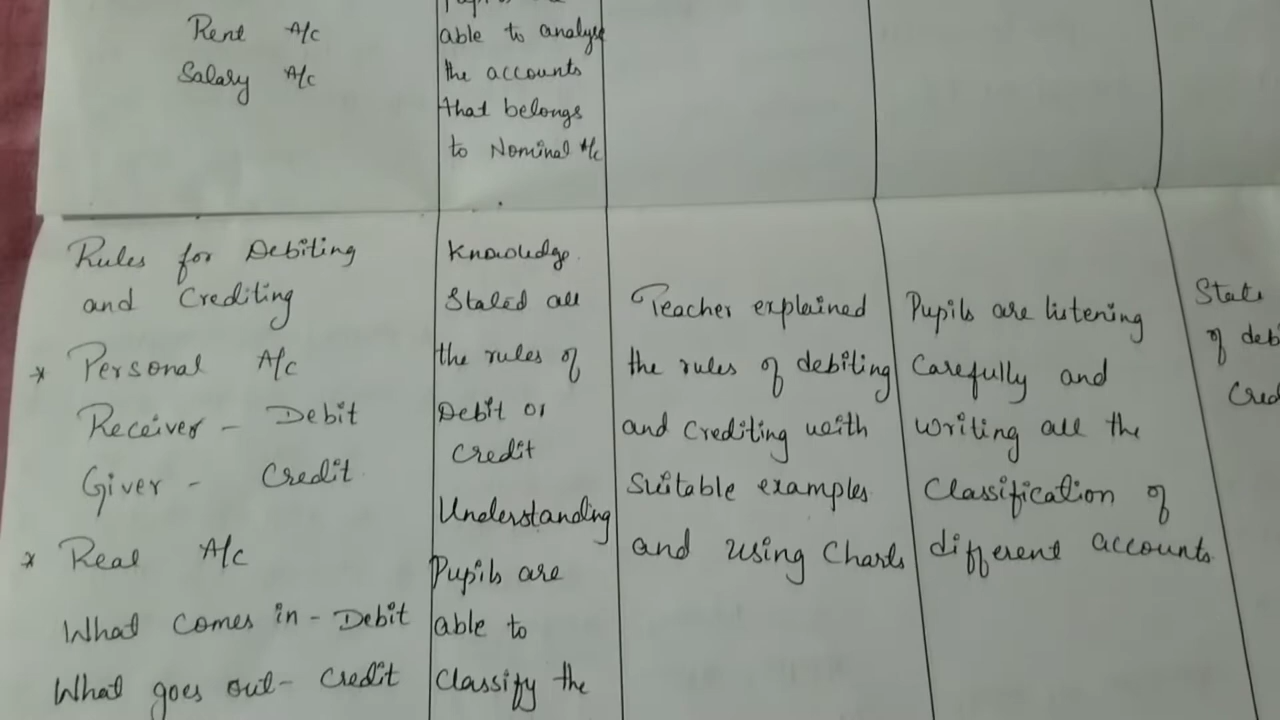 Rent A/c
Salary A/c
able to analyse
the accounts
that belongs
to Nominal A/c
Rules for Debiting
and Crediting
* Personal A/c
Receiver - Debit
Giver - Credit
* Real A/c
What comes in - Debit
What goes out - Credit
Knowledge
Stated all
the rules of
Debit or
Credit
Understanding
Pupils are
able to
Classify the
Teacher explained
the rules of debiting
and Crediting with
Suitable examples
and Using Charts
Pupils are listening
Carefully and
writing all the
Classification of
different accounts.
State
of deb
Cred